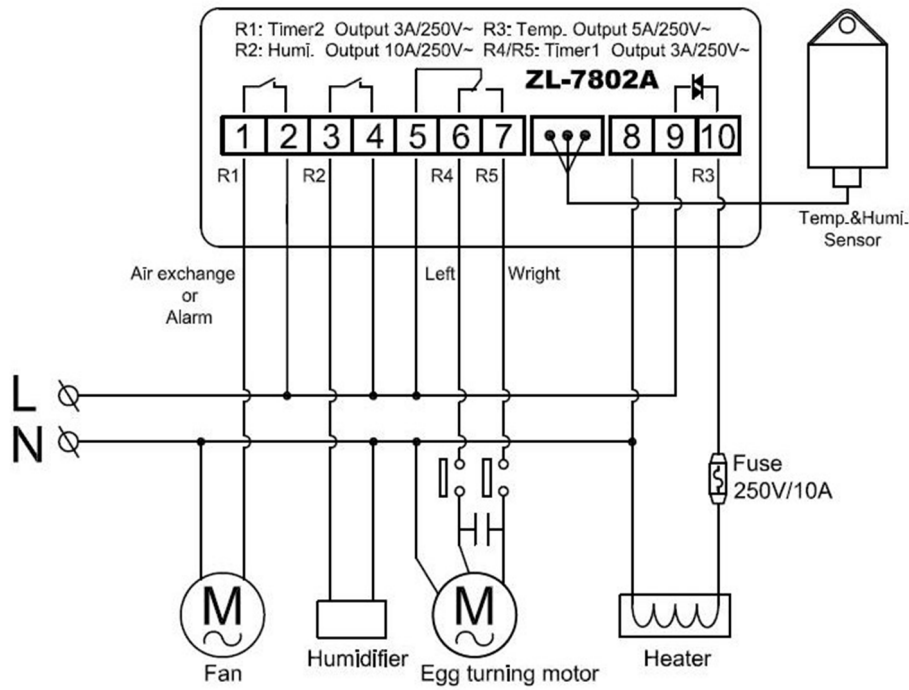 R1: Timer2 Output 3A/250V~ R3: Temp. Output 5A/250V~
R2: Humi. Output 10A/250V~ R4/R5: Timer1 Output 3A/250V~
ZL-7802A
1 2 3 4 5 6 7 8 9 10
R1 R2 R4 R5 R3
Temp.&Humi.
Sensor
Air exchange
or
Alarm
Left Wright
L
N
Fuse
250V/10A
M M
Fan Humidifier Egg turning motor Heater